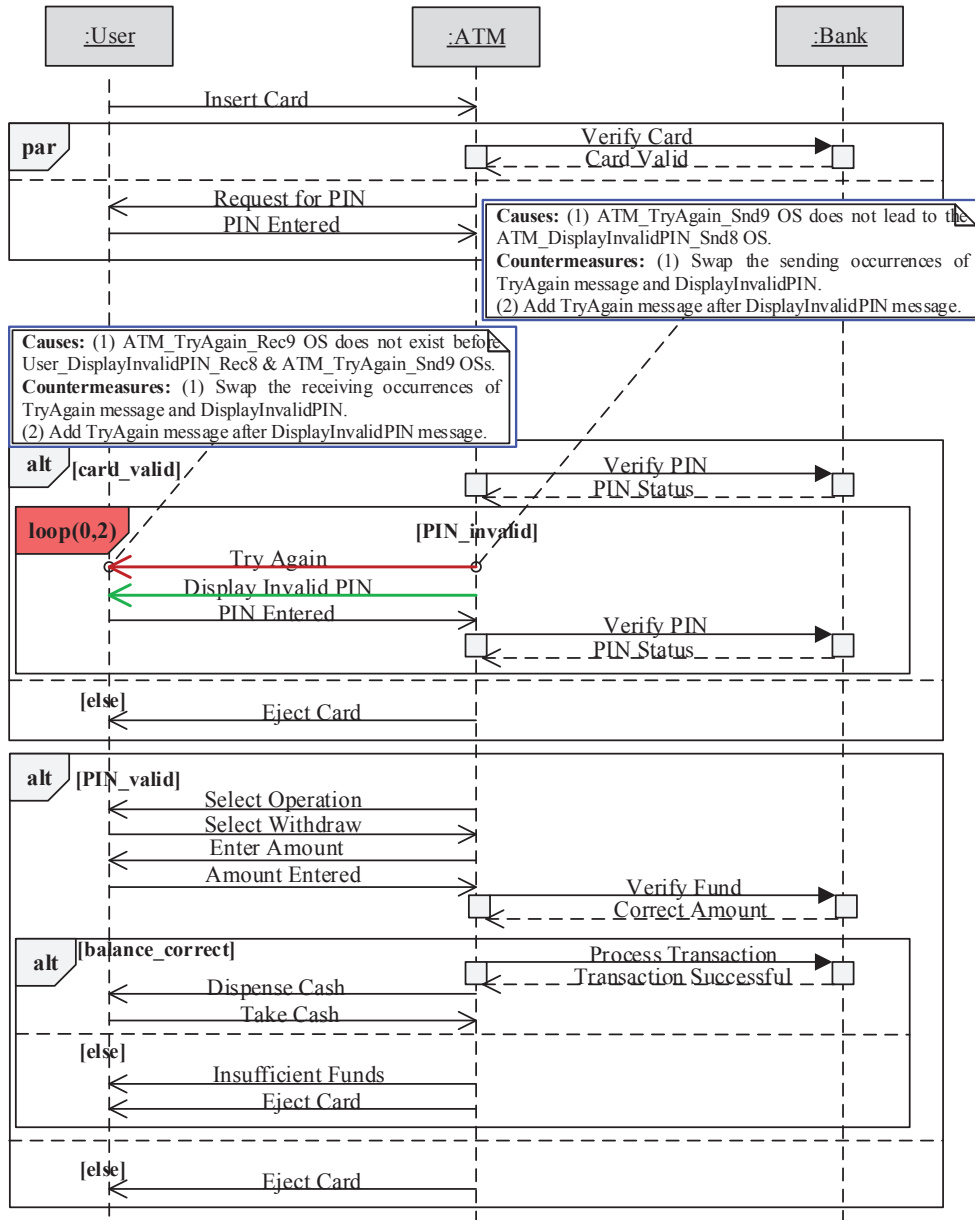 :User
:ATM
:Bank
Insert Card
par
Verify Card
Card Valid
Request for PIN
PIN Entered
Causes: (1) ATM_TryAgain_Snd9 OS does not lead to the
ATM_DisplayInvalidPIN_Snd8 OS.
Countermeasures: (1) Swap the sending occurrences of
TryAgain message and DisplayInvalidPIN.
(2) Add TryAgain message after DisplayInvalidPIN message.
Causes: (1) ATM_TryAgain_Rec9 OS does not exist before
User_DisplayInvalidPIN_Rec8 & ATM_TryAgain_Snd9 OSs.
Countermeasures: (1) Swap the receiving occurrences of
TryAgain message and DisplayInvalidPIN.
(2) Add TryAgain message after DisplayInvalidPIN message.
alt
[card_valid]
Verify PIN
PIN Status
loop(0,2)
[PIN_invalid]
Try Again
Display Invalid PIN
PIN Entered
Verify PIN
PIN Status
[else]
Eject Card
alt
[PIN_valid]
Select Operation
Select Withdraw
Enter Amount
Amount Entered
Verify Fund
Correct Amount
alt
[balance_correct]
Process Transaction
Transaction Successful
Dispense Cash
Take Cash
[else]
Insufficient Funds
Eject Card
[else]
Eject Card